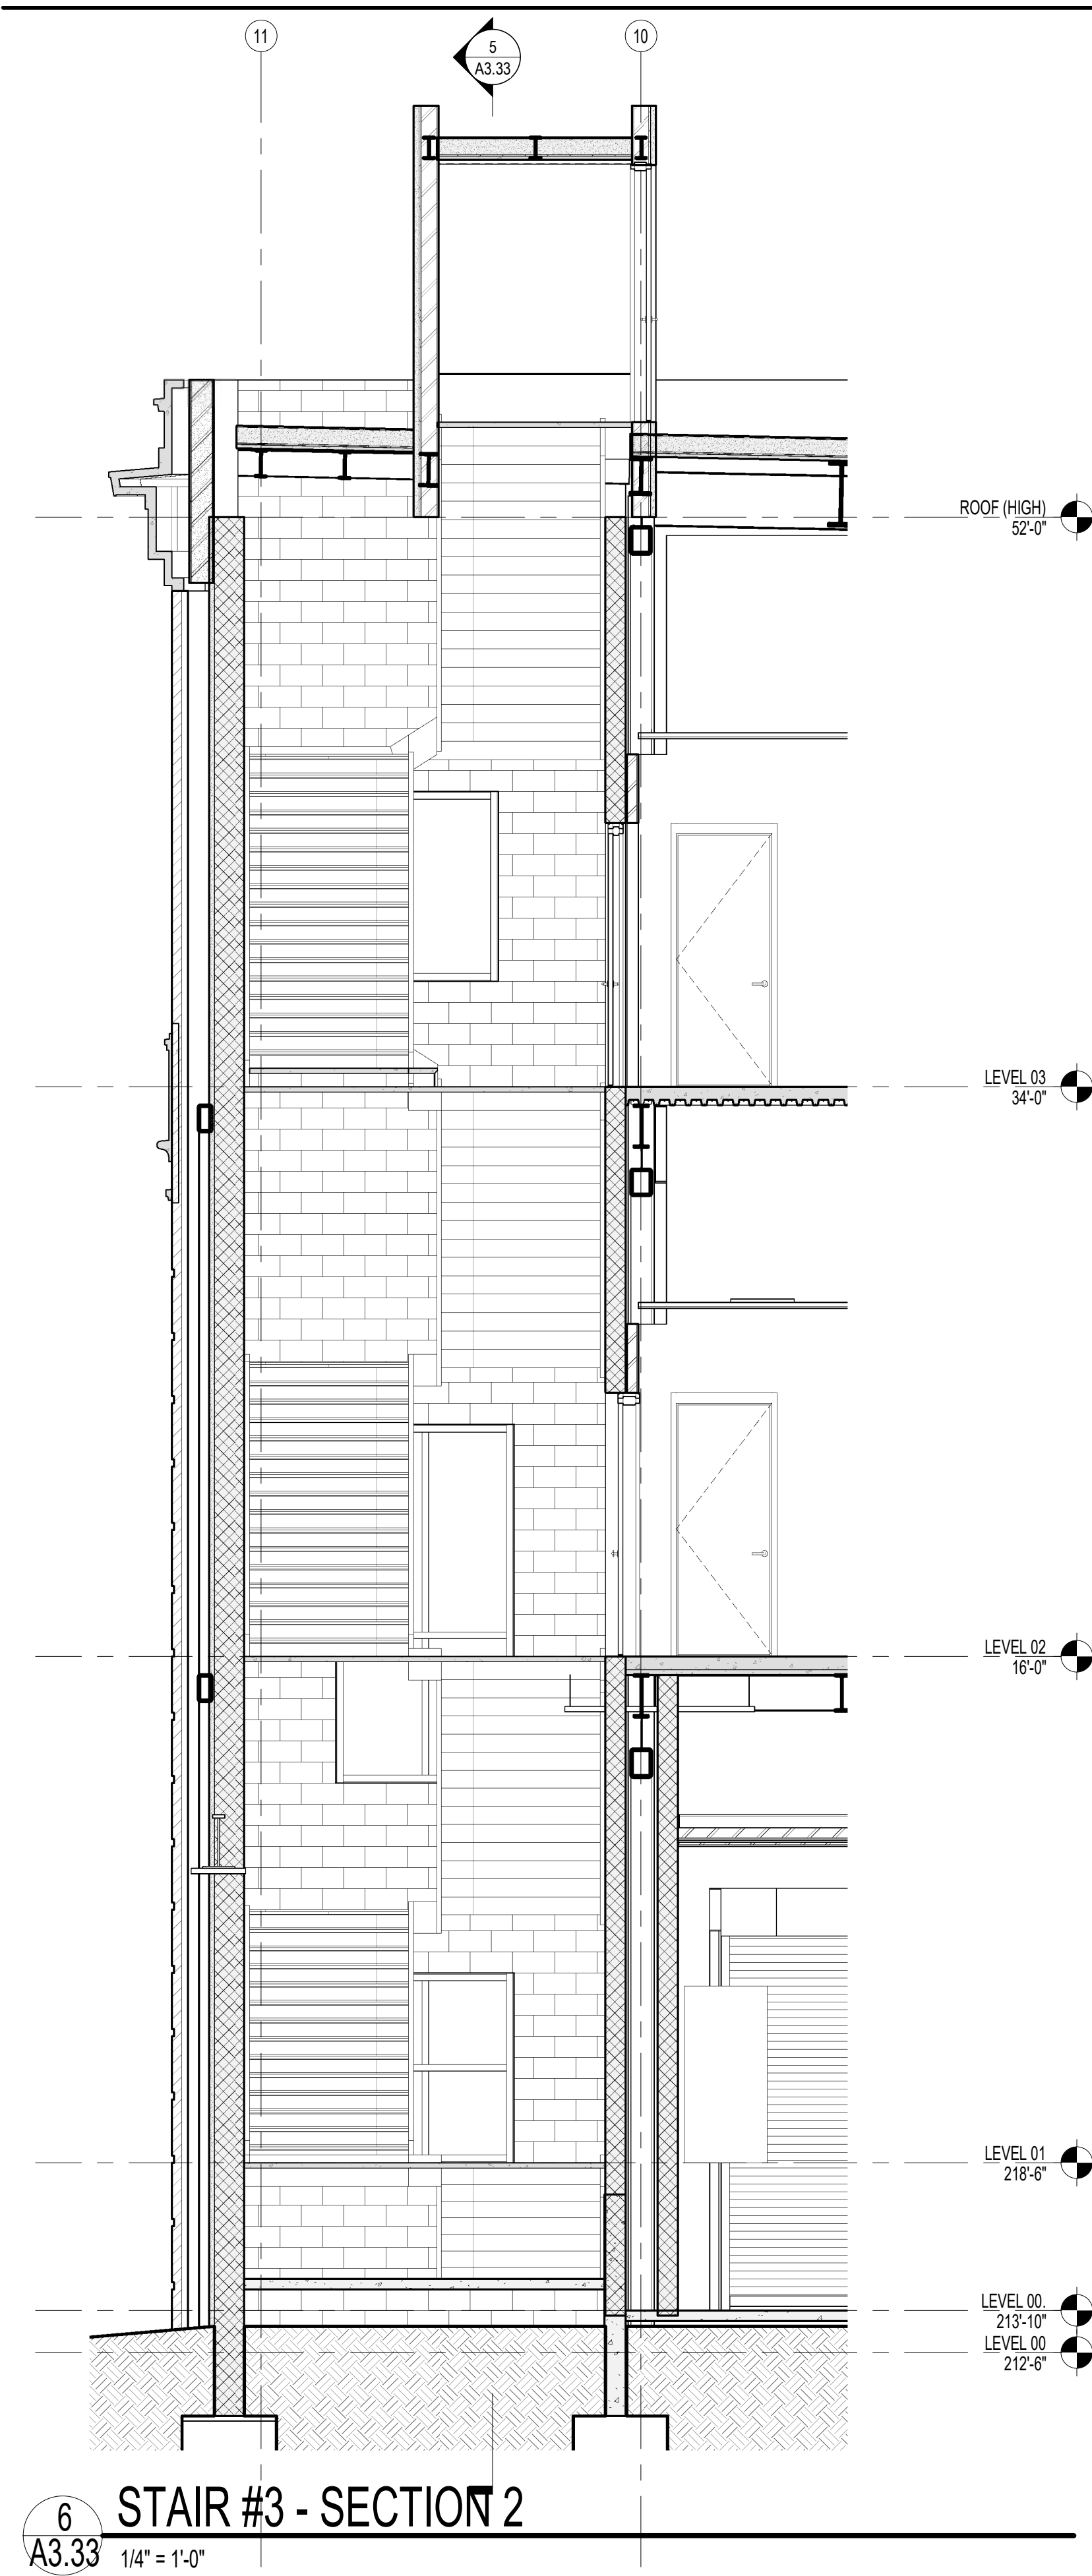 11
5
A3.33
10
ROOF (HIGH)
52'-0"
LEVEL 03
34'-0"
LEVEL 02
16'-0"
LEVEL 01
218'-6"
LEVEL 00.
213'-10"
LEVEL 00
212'-6"
6
A3.33
STAIR #3 - SECTION 2
1/4" = 1'-0"